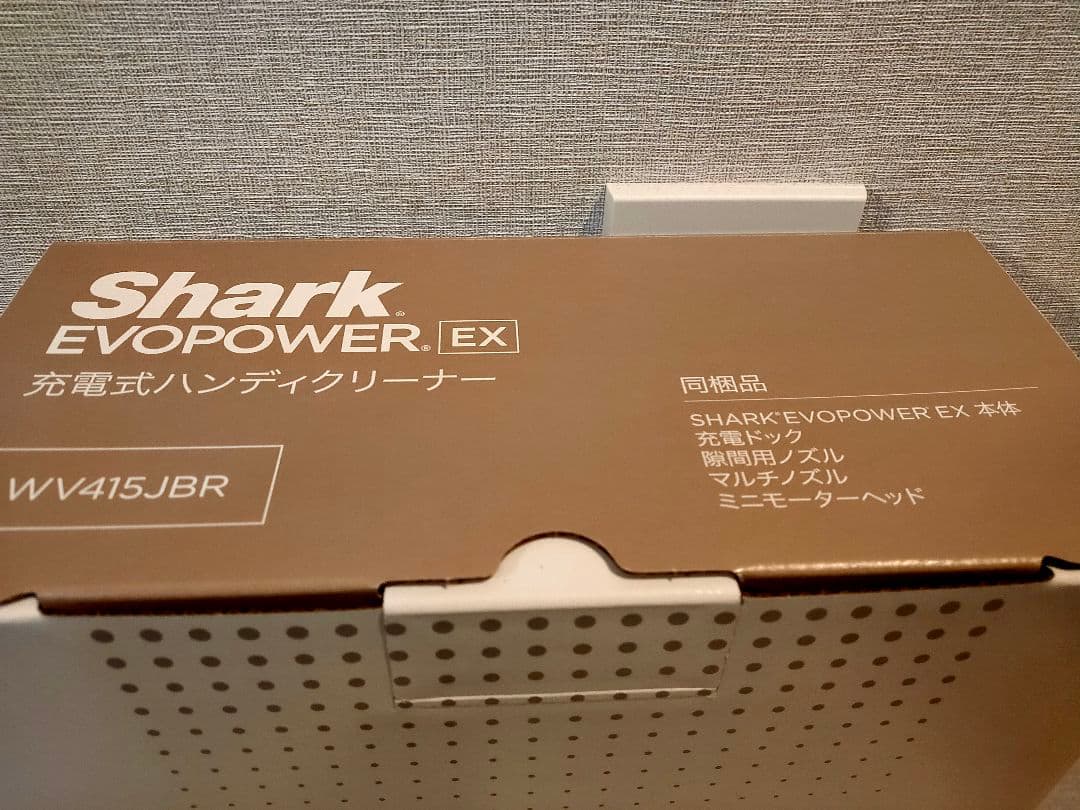 Shark®
EVOPOWER® EX
充電式ハンディクリーナー
WV415JBR
同梱品
SHARK®EVOPOWER EX 本体
充電ドック
隙間用ノズル
マルチノズル
ミニモーターヘッド